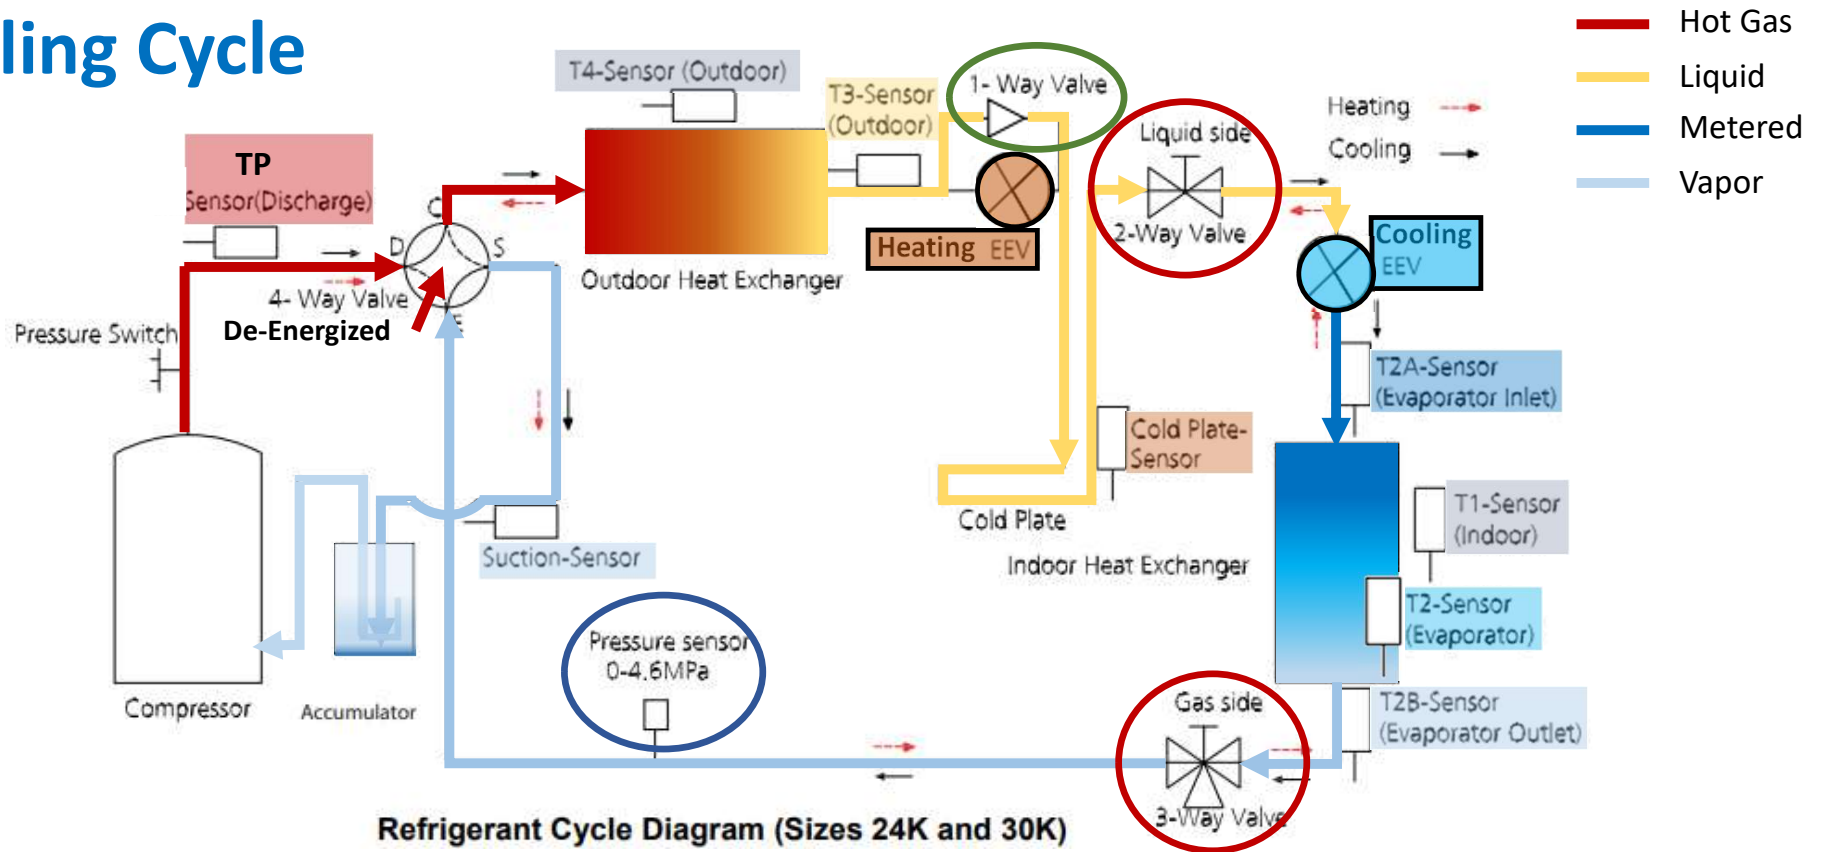 ling Cycle
Hot Gas
Liquid
Metered
Vapor
Heating
Cooling
T4-Sensor (Outdoor)
T3-Sensor
(Outdoor)
1- Way Valve
Liquid side
2-Way Valve
TP
Sensor(Discharge)
C
D
S
E
4- Way Valve
De-Energized
Pressure Switch
Outdoor Heat Exchanger
Heating EEV
Cooling
EEV
T2A-Sensor
(Evaporator Inlet)
Cold Plate-
Sensor
Cold Plate
Indoor Heat Exchanger
T1-Sensor
(Indoor)
T2-Sensor
(Evaporator)
T2B-Sensor
(Evaporator Outlet)
Suction-Sensor
Pressure sensor
0-4.6MPa
Compressor
Accumulator
Gas side
3-Way Valve
Refrigerant Cycle Diagram (Sizes 24K and 30K)